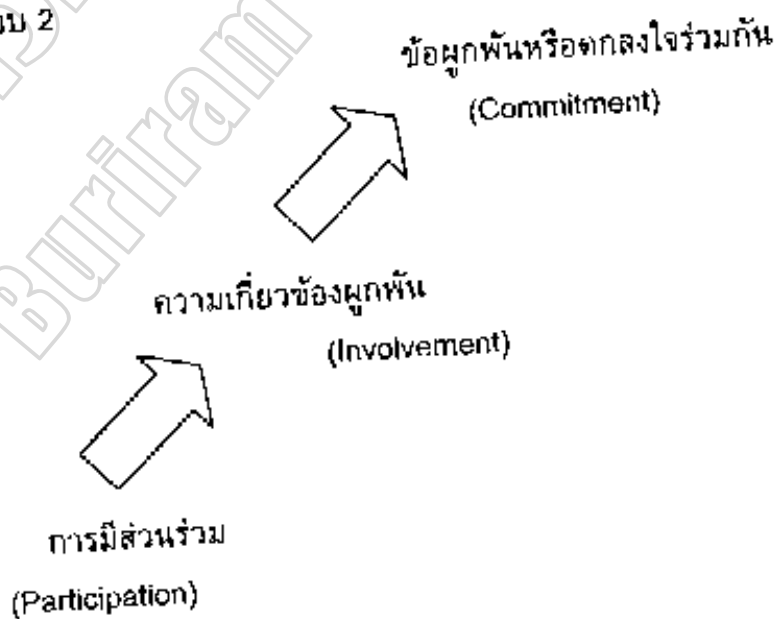 2
ข้อผูกพันหรือตกลงใจร่วมกัน
(Commitment)
ความเกี่ยวข้องผูกพัน
(Involvement)
การมีส่วนร่วม
(Participation)
Buriram